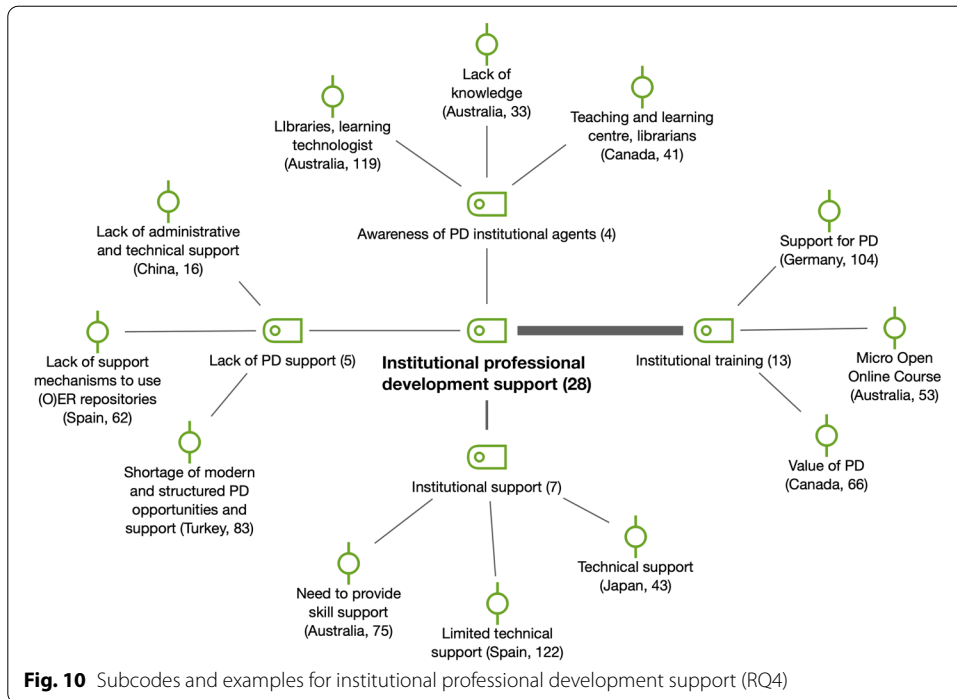 Lack of
knowledge
(Australia, 33)
LIbraries, learning
technologist
(Australia, 119)
Teaching and learning
centre, librarians
(Canada, 41)
Awareness of PD institutional agents (4)
Lack of administrative
and technical support
(China, 16)
Support for PD
(Germany, 104)
Lack of support
mechanisms to use
(O)ER repositories
(Spain, 62)
Lack of PD support (5)
Institutional professional
development support (28)
Institutional training (13)
Micro Open
Online Course
(Australia, 53)
Shortage of modern
and structured PD
opportunities and
support (Turkey, 83)
Value of PD
(Canada, 66)
Institutional support (7)
Need to provide
skill support
(Australia, 75)
Limited technical
support (Spain, 122)
Technical support
(Japan, 43)
Fig. 10 Subcodes and examples for institutional professional development support (RQ4)